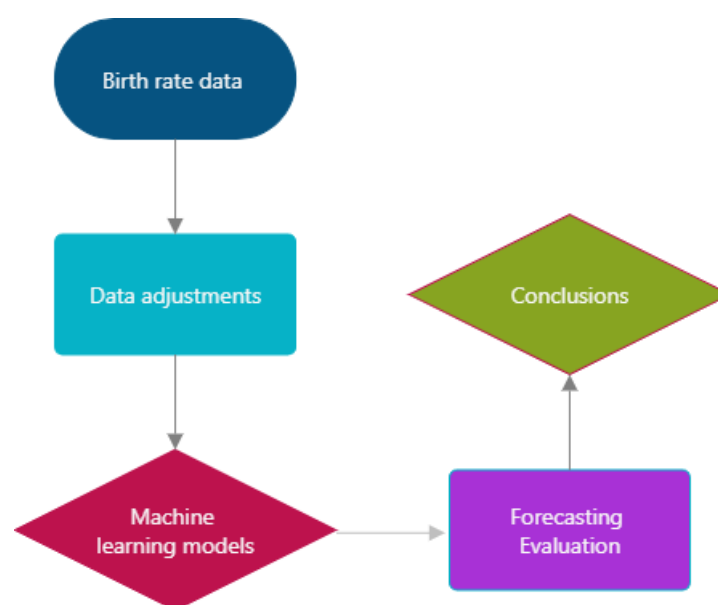 Birth rate data
Data adjustments
Machine
learning models
Forecasting
Evaluation
Conclusions